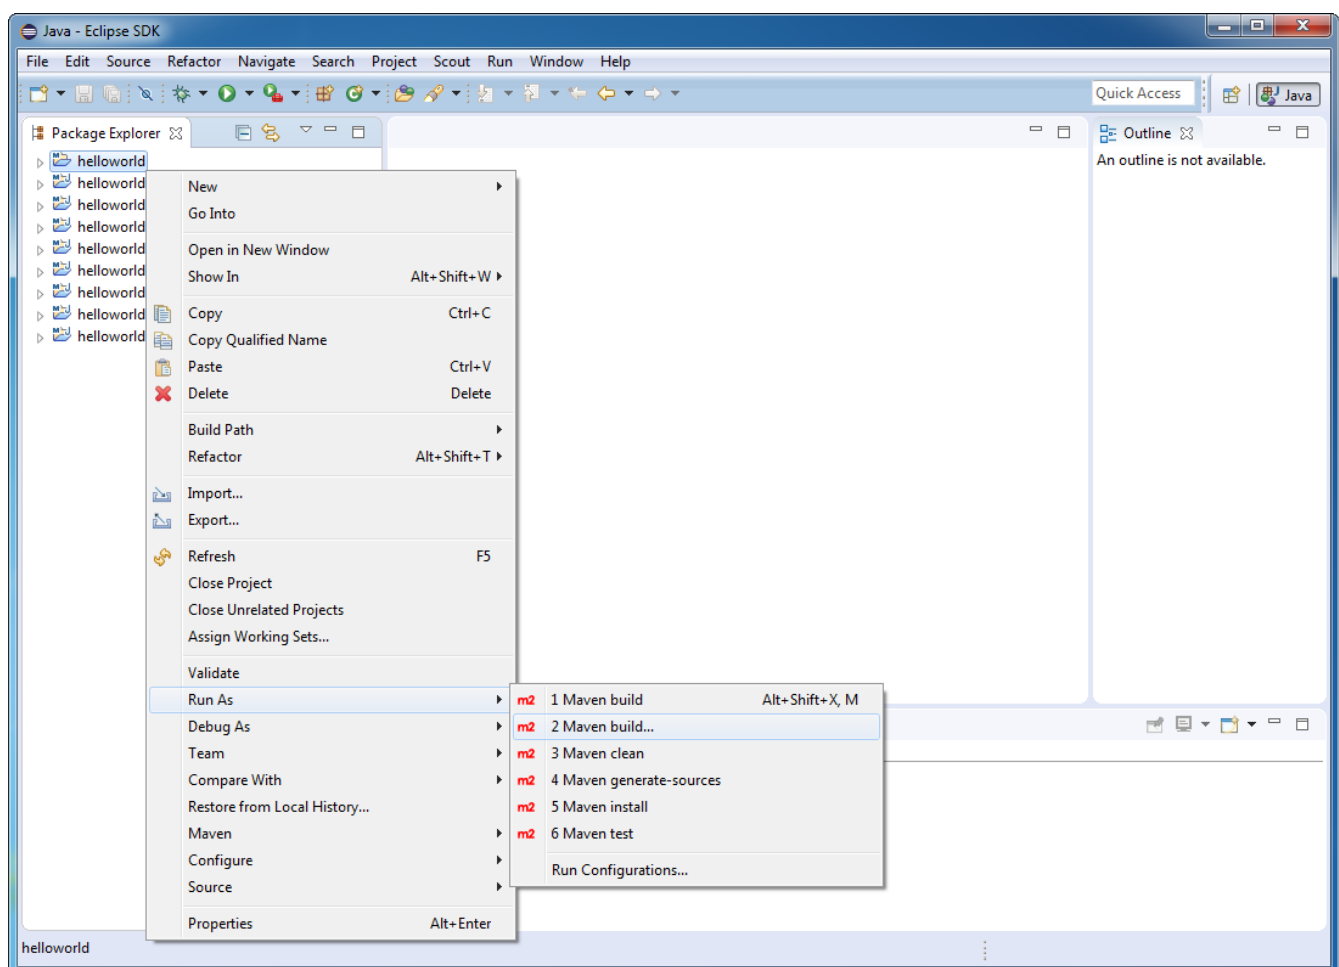 Java - Eclipse SDK
File Edit Source Refactor Navigate Search Project Scout Run Window Help
Quick Access
Java
Package Explorer
Outline
An outline is not available.
helloworld
helloworld
helloworld
helloworld
helloworld
helloworld
helloworld
helloworld
helloworld
New
Go Into
Open in New Window
Show In Alt+Shift+W
Copy Ctrl+C
Copy Qualified Name
Paste Ctrl+V
Delete Delete
Build Path
Refactor Alt+Shift+T
Import...
Export...
Refresh F5
Close Project
Close Unrelated Projects
Assign Working Sets...
Validate
Run As
Debug As
Team
Compare With
Restore from Local History...
Maven
Configure
Source
Properties Alt+Enter
m2 1 Maven build Alt+Shift+X, M
m2 2 Maven build...
m2 3 Maven clean
m2 4 Maven generate-sources
m2 5 Maven install
m2 6 Maven test
Run Configurations...
helloworld